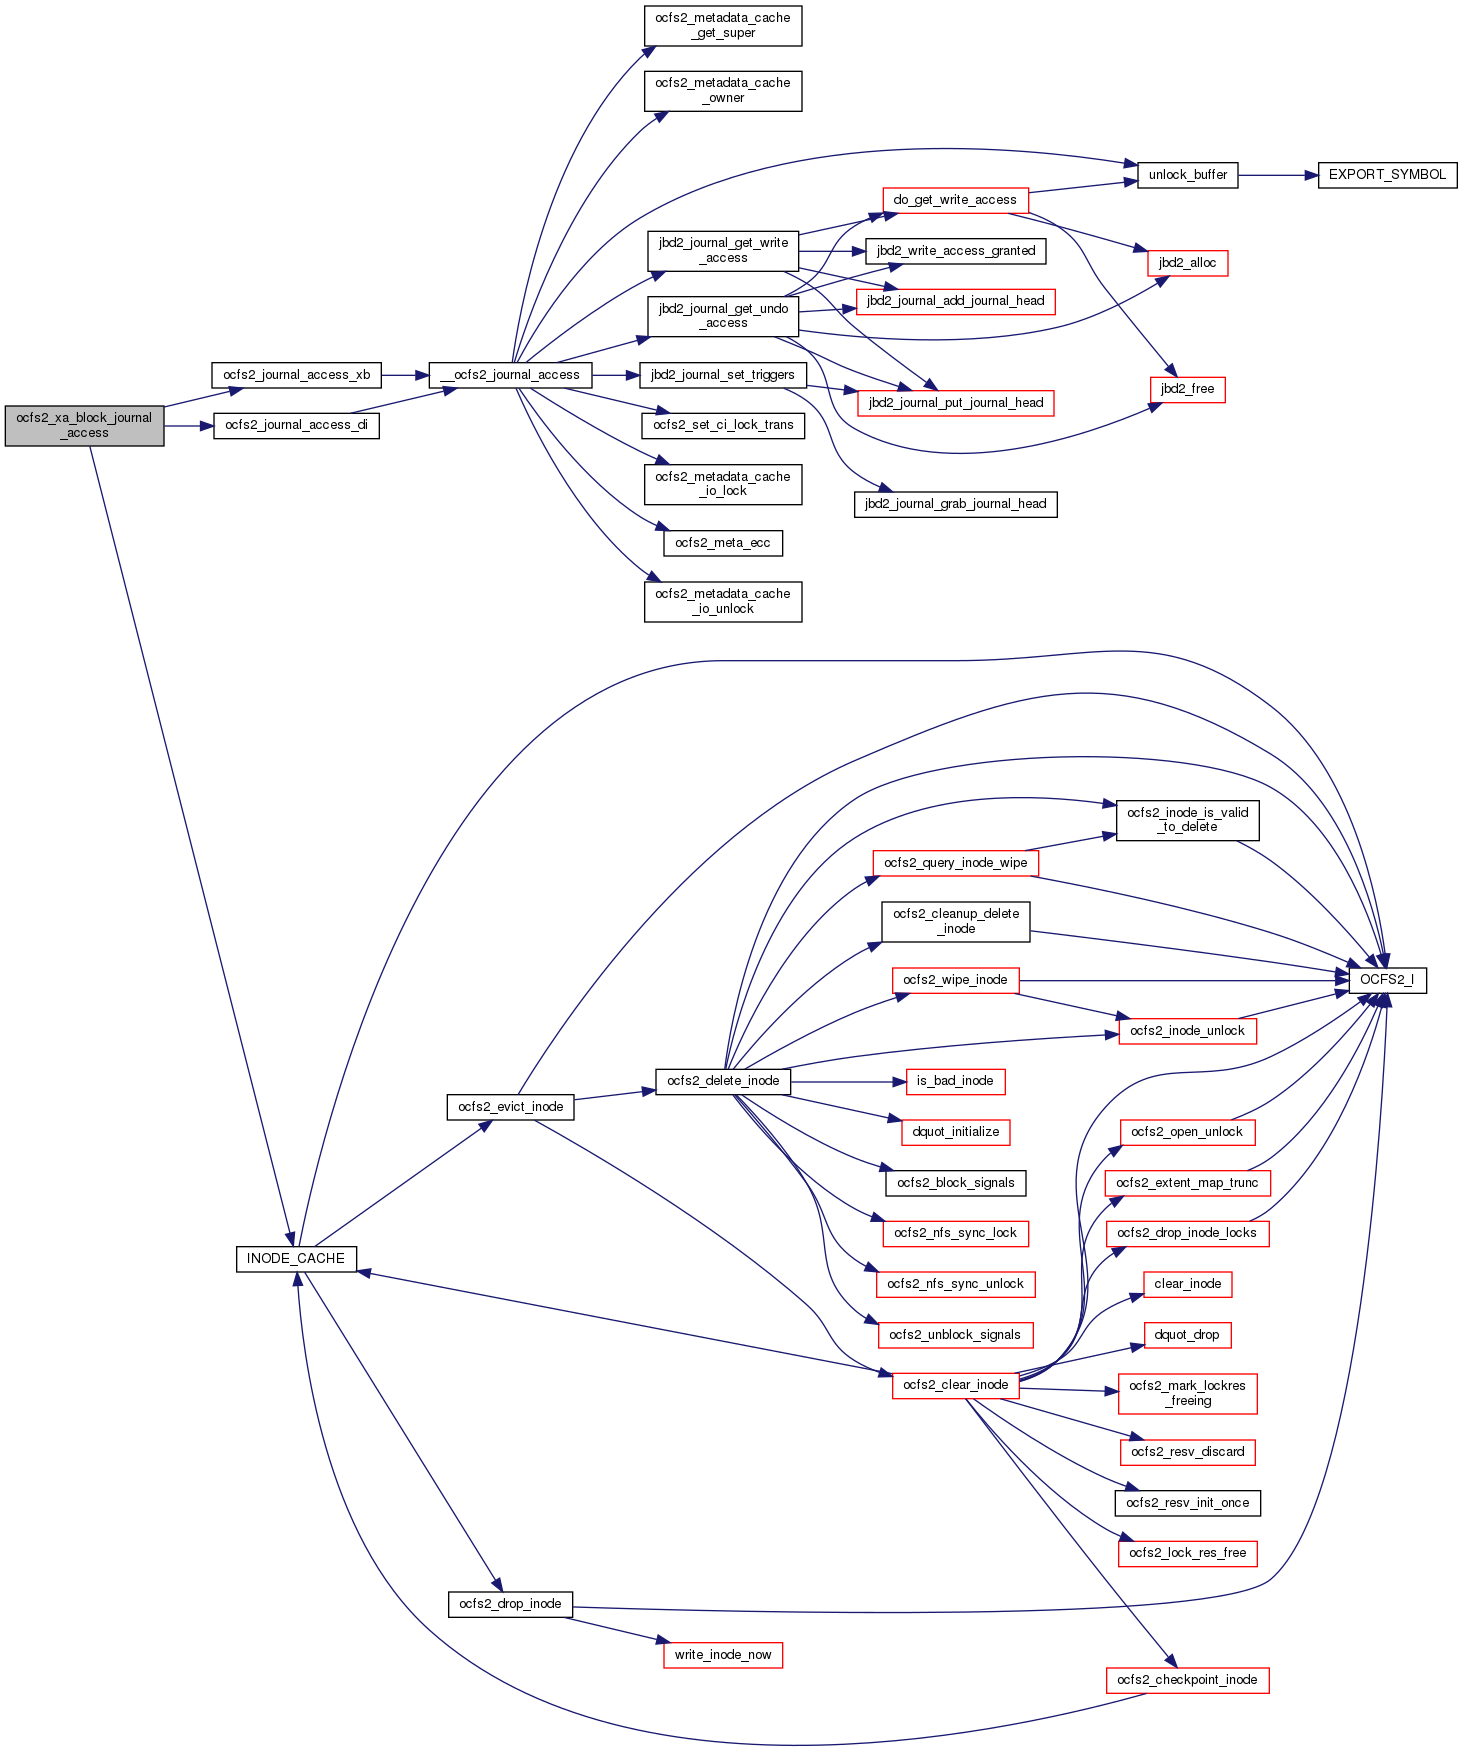 ocfs2_metadata_cache
_get_super
ocfs2_metadata_cache
_owner
unlock_buffer
EXPORT_SYMBOL
do_get_write_access
jbd2_journal_get_write
_access
jbd2_write_access_granted
jbd2_alloc
jbd2_journal_add_journal_head
jbd2_journal_get_undo
_access
ocfs2_journal_access_xb
__ocfs2_journal_access
jbd2_journal_set_triggers
jbd2_free
jbd2_journal_put_journal_head
ocfs2_xa_block_journal
_access
ocfs2_journal_access_di
ocfs2_set_ci_lock_trans
ocfs2_metadata_cache
_io_lock
jbd2_journal_grab_journal_head
ocfs2_meta_ecc
ocfs2_metadata_cache
_io_unlock
ocfs2_inode_is_valid
_to_delete
ocfs2_query_inode_wipe
ocfs2_cleanup_delete
_inode
ocfs2_wipe_inode
OCFS2_I
ocfs2_inode_unlock
ocfs2_delete_inode
is_bad_inode
ocfs2_evict_inode
dquot_initialize
ocfs2_open_unlock
ocfs2_block_signals
ocfs2_extent_map_trunc
ocfs2_nfs_sync_lock
ocfs2_drop_inode_locks
INODE_CACHE
ocfs2_nfs_sync_unlock
clear_inode
ocfs2_unblock_signals
dquot_drop
ocfs2_clear_inode
ocfs2_mark_lockres
_freeing
ocfs2_resv_discard
ocfs2_resv_init_once
ocfs2_lock_res_free
ocfs2_drop_inode
write_inode_now
ocfs2_checkpoint_inode